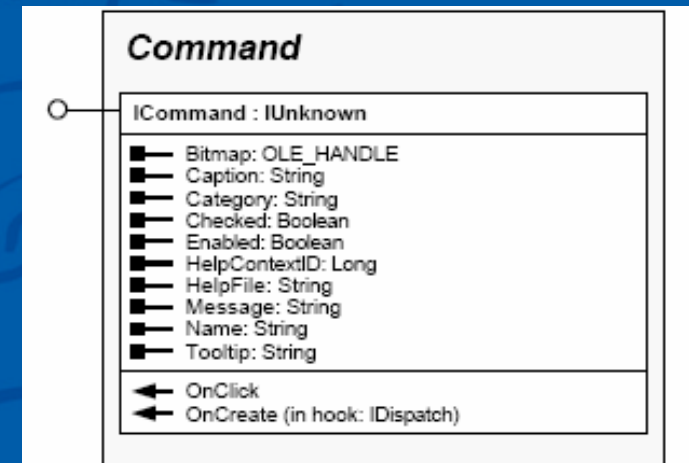 Command
ICommand : IUnknown
Bitmap: OLE_HANDLE
Caption: String
Category: String
Checked: Boolean
Enabled: Boolean
HelpContextID: Long
HelpFile: String
Message: String
Name: String
Tooltip: String
OnClick
OnCreate (in hook: IDispatch)